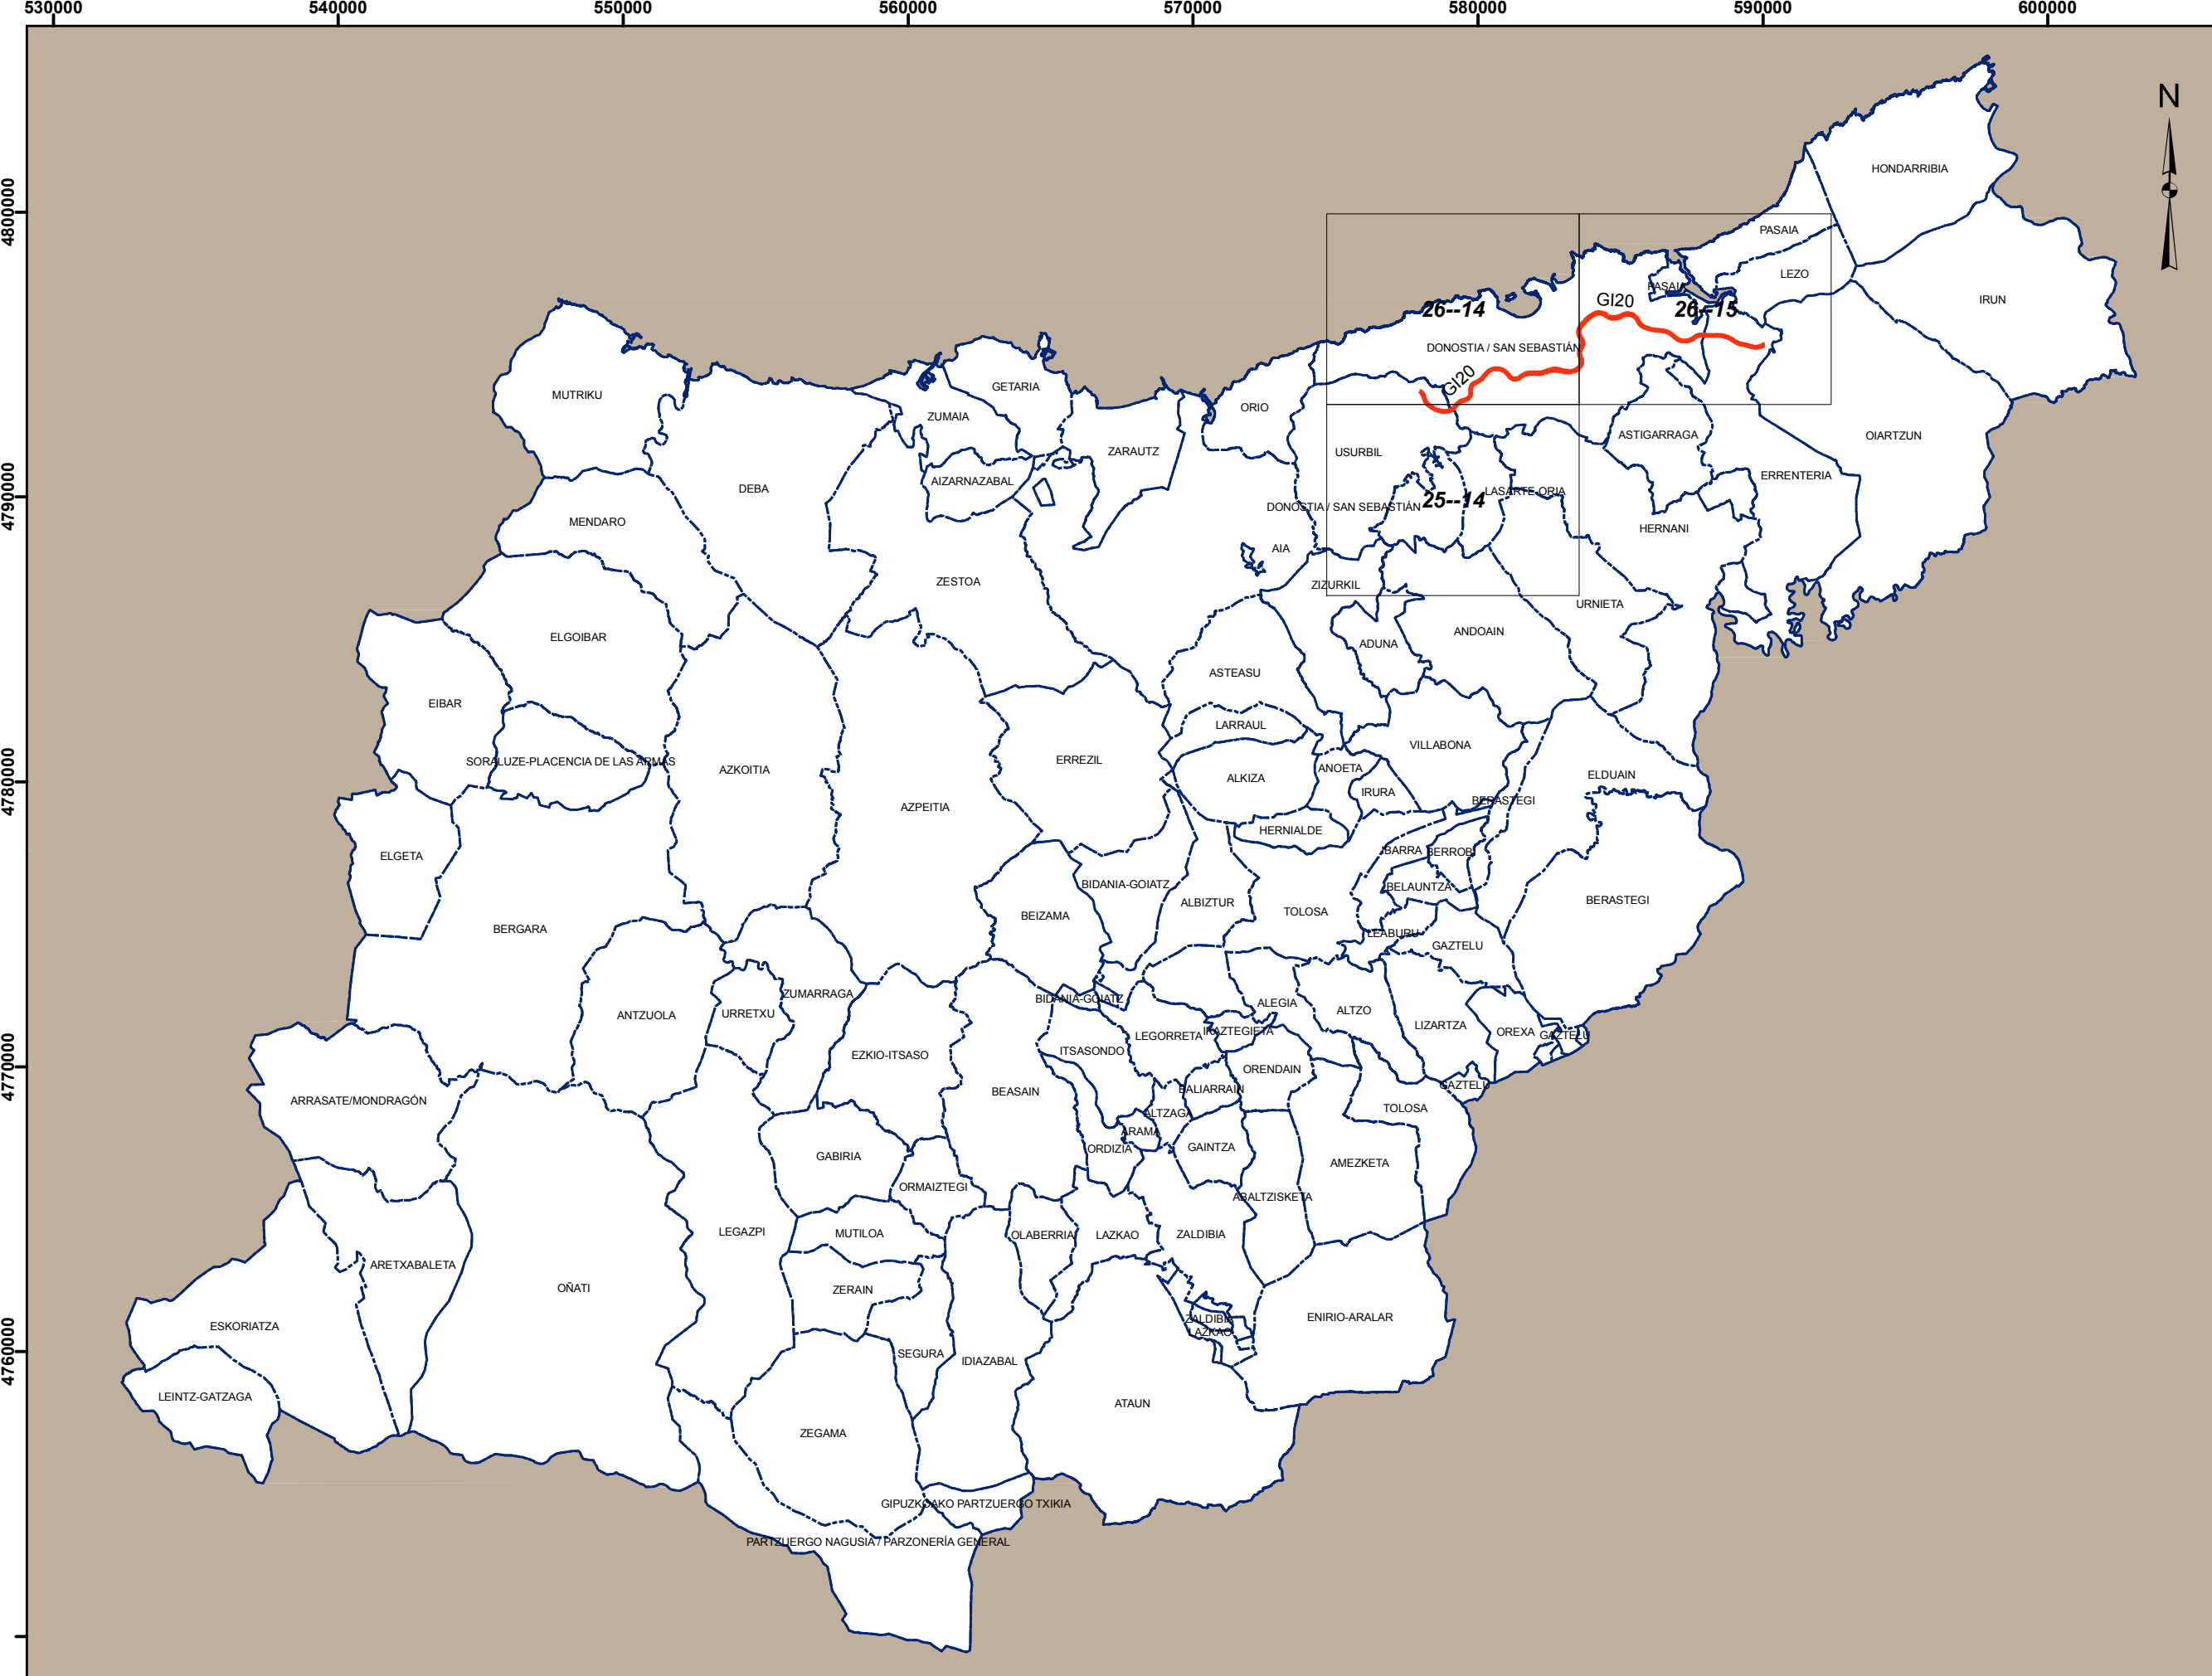 530000 540000 550000 560000 570000 580000 590000 600000
N
HONDARRIBIA
4800000
PASAIA
LEZO
PASAIA
IRUN
GI20
26--14
26--15
DONOSTIA / SAN SEBASTIÁN
GI20
GETARIA
MUTRIKU
ORIO
ZUMAIA
ASTIGARRAGA
OIARTZUN
ZARAUTZ
USURBIL
ERRENTERIA
AIZARNAZABAL
DEBA
LASARTE-ORIA
4790000
25--14
DONOSTIA / SAN SEBASTIÁN
MENDARO
HERNANI
AIA
ZESTOA
ZIZURKIL
URNIETA
ANDOAIN
ELGOIBAR
ADUNA
ASTEASU
EIBAR
LARRAUL
VILLABONA
SORALUZE-PLACENCIA DE LAS ARMAS
ERREZIL
AZKOITIA
ANOETA
ELDUAIN
ALKIZA
4780000
IRURA
BERASTEGI
AZPEITIA
HERNIALDE
IBARRA
BERROBI
ELGETA
BIDANIA-GOIATZ
BELAUNTZA
BERASTEGI
ALBIZTUR
TOLOSA
BEIZAMA
BERGARA
LEABURU
GAZTELU
ZUMARRAGA
BIDANIA-GOIATZ
ALEGIA
ALTZO
URRETXU
ANTZUOLA
LIZARTZA
IKAZTEGIETA
OREXA
LEGORRETA
GAZTELU
ITSASONDO
EZKIO-ITSASO
ORENDAIN
4770000
GAZTELU
BALIARRAIN
BEASAIN
ARRASATE/MONDRAGÓN
TOLOSA
ALTZAGA
ARAMA
GAINTZA
ORDIZIA
GABIRIA
AMEZKETA
ORMAIZTEGI
ABALTZISKETA
LEGAZPI
MUTILOA
OLABERRIA
LAZKAO
ZALDIBIA
ARETXABALETA
OÑATI
ZERAIN
ENIRIO-ARALAR
ZALDIBIA
ESKORIATZA
LAZKAO
4760000
SEGURA
IDIAZABAL
LEINTZ-GATZAGA
ATAUN
ZEGAMA
GIPUZKOAKO PARTZUERGO TXIKIA
PARTZUERGO NAGUSIA / PARZONERÍA GENERAL